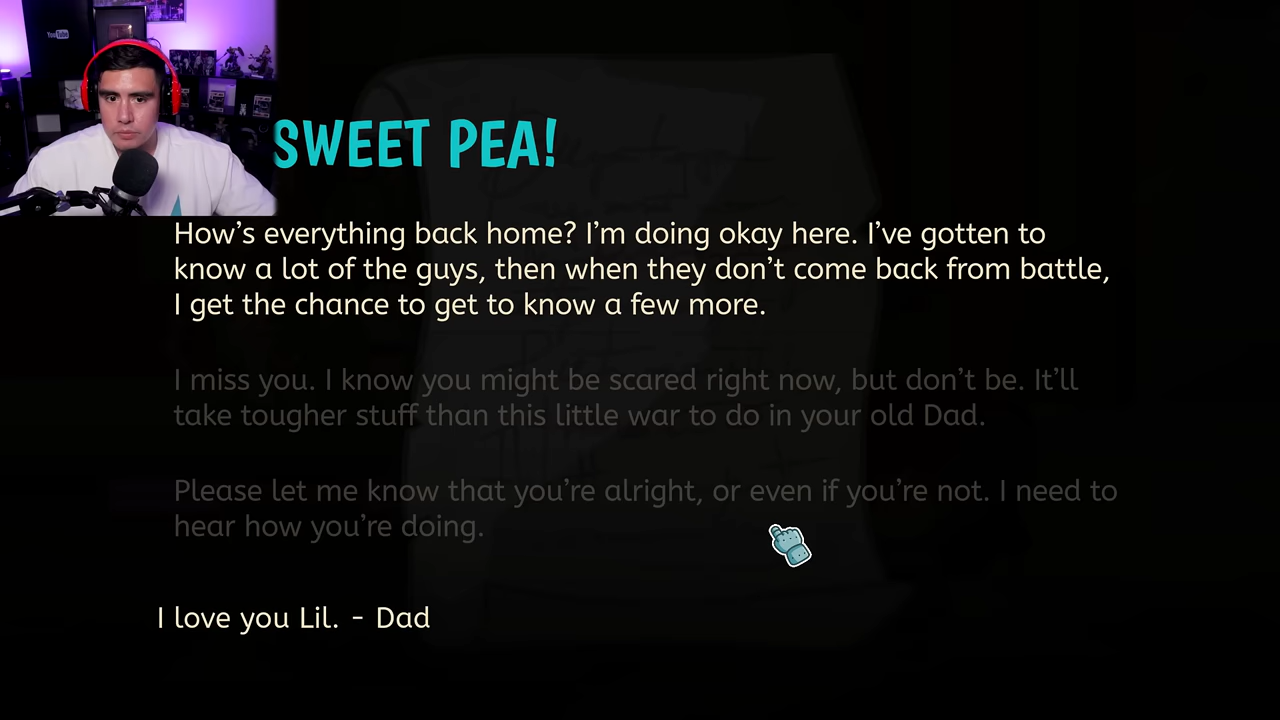 YouTube
SWEET PEA!
How's everything back home? I'm doing okay here. I've gotten to
know a lot of the guys, then when they don't come back from battle,
I get the chance to get to know a few more.
I miss you. I know you might be scared right now, but don't be. It'll
take tougher stuff than this little war to do in your old Dad.
Please let me know that you're alright, or even if you're not. I need to
hear how you're doing.
I love you Lil. - Dad